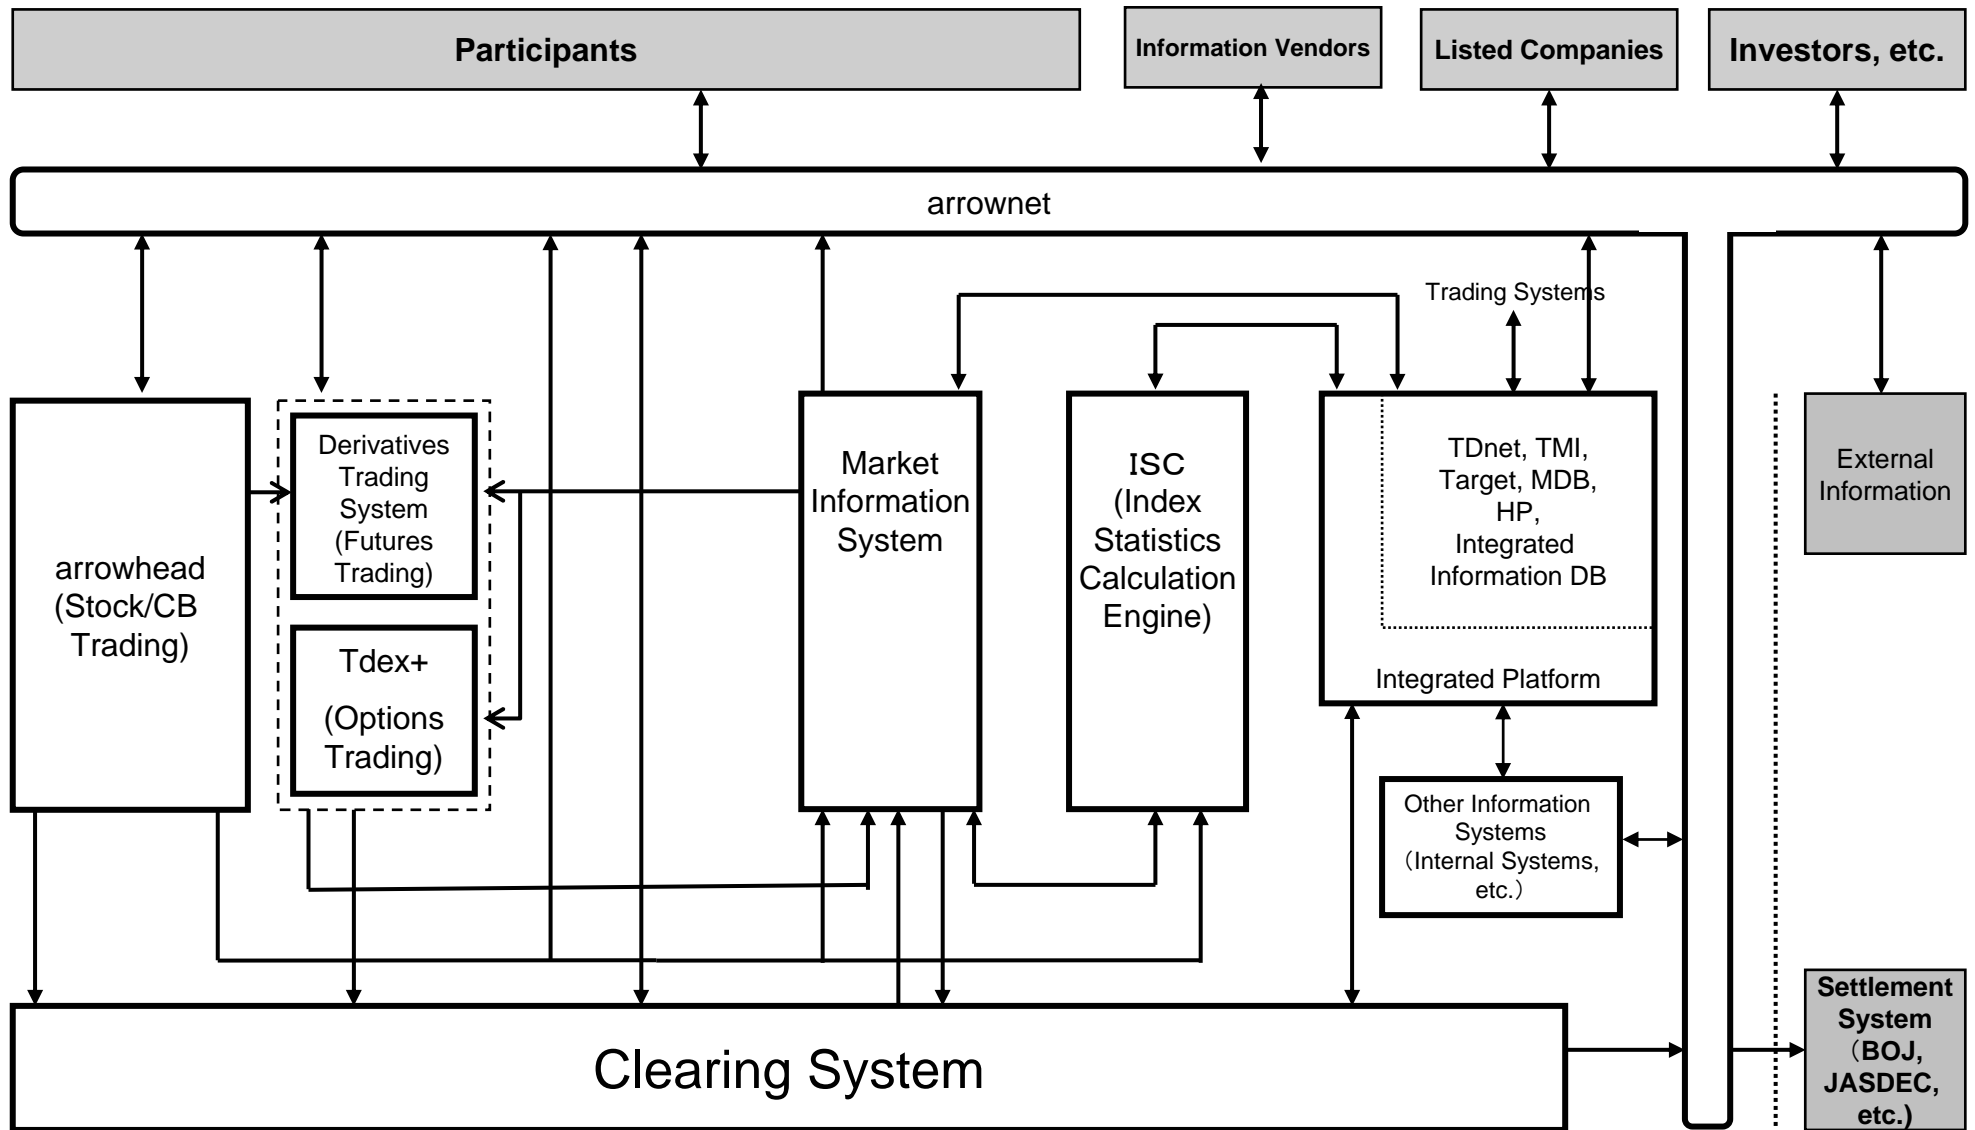 Participants
Information Vendors
Listed Companies
Investors, etc.
arrownet
Trading Systems
arrowhead
(Stock/CB
Trading)
Derivatives
Trading
System
(Futures
Trading)
Tdex+
(Options
Trading)
Market
Information
System
ISC
(Index
Statistics
Calculation
Engine)
TDnet, TMI,
Target, MDB,
HP,
Integrated
Information DB
Integrated Platform
External
Information
Other Information
Systems
（Internal Systems,
etc.）
Clearing System
Settlement
System
（BOJ,
JASDEC,
etc.)